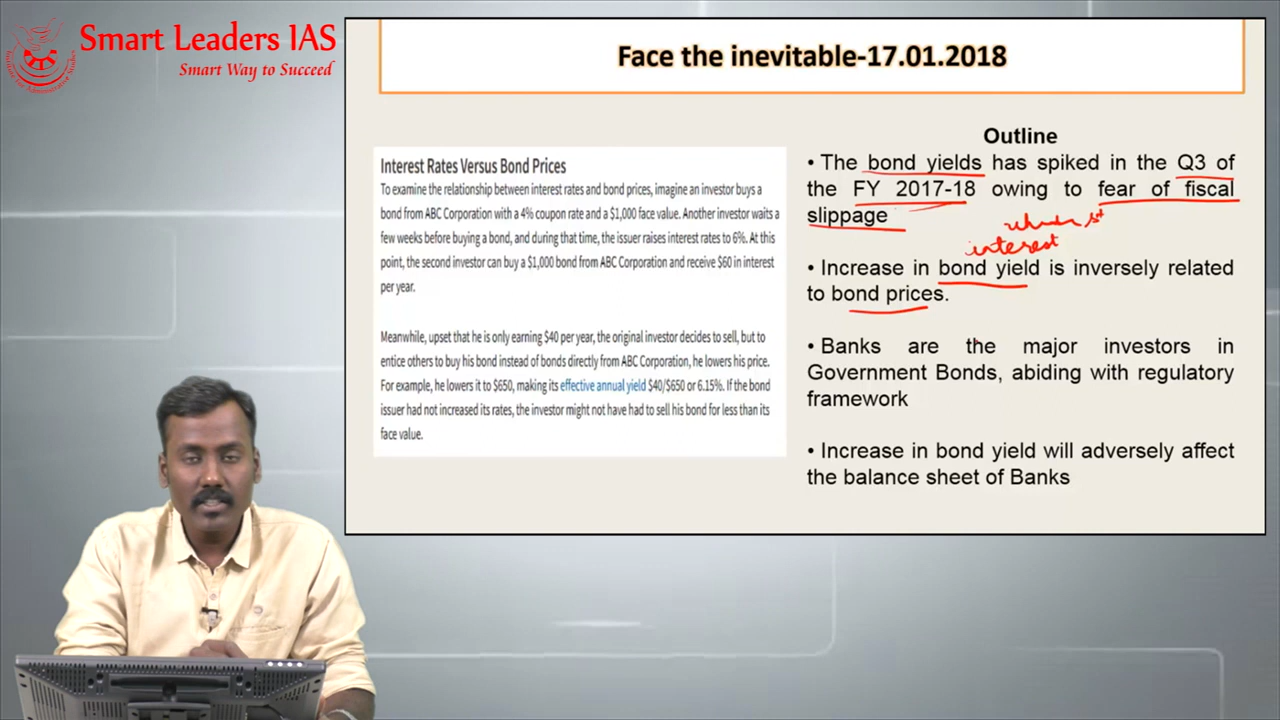 Smart Leaders IAS
Smart Way to Succeed
Face the inevitable-17.01.2018
Interest Rates Versus Bond Prices
To examine the relationship between interest rates and bond prices, imagine an investor buys a
bond from ABC Corporation with a 4% coupon rate and a $1,000 face value. Another investor waits a
few weeks before buying a bond, and during that time, the issuer raises interest rates to 6%. At this
point, the second investor can buy a $1,000 bond from ABC Corporation and receive $60 in interest
per year.
Meanwhile, upset that he is only earning $40 per year, the original investor decides to sell, but to
entice others to buy his bond instead of bonds directly from ABC Corporation, he lowers his price.
For example, he lowers it to $650, making its effective annual yield $40/$650 or 6.15%. If the bond
issuer had not increased its rates, the investor might not have had to sell his bond for less than its
face value.
Outline
• The bond yields has spiked in the Q3 of
the FY 2017-18 owing to fear of fiscal
slippage
interest
• Increase in bond yield is inversely related
to bond prices.
• Banks are the major investors in
Government Bonds, abiding with regulatory
framework
• Increase in bond yield will adversely affect
the balance sheet of Banks